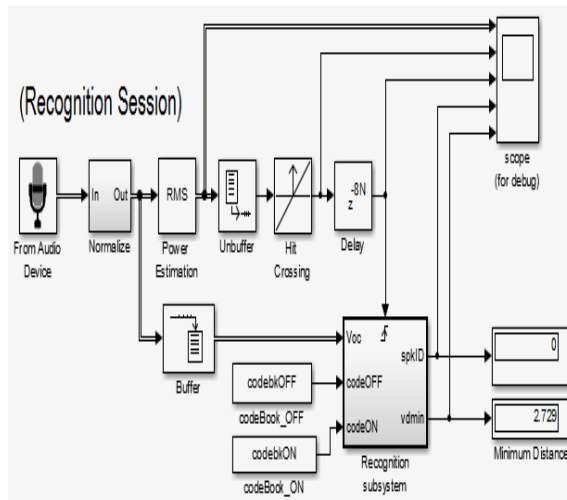 (Recognition Session)
scope
(for debug)
In
Out
RMS
-8N
z
From Audio
Device
Normalize
Power
Estimation
Unbuffer
Hit
Crossing
Delay
Voc
spkID
0
Buffer
codebkOFF
codeOFF
codeBook_OFF
codebkON
codeON
vdmin
2.729
codeBook_ON
Recognition
subsystem
Minimum Distance